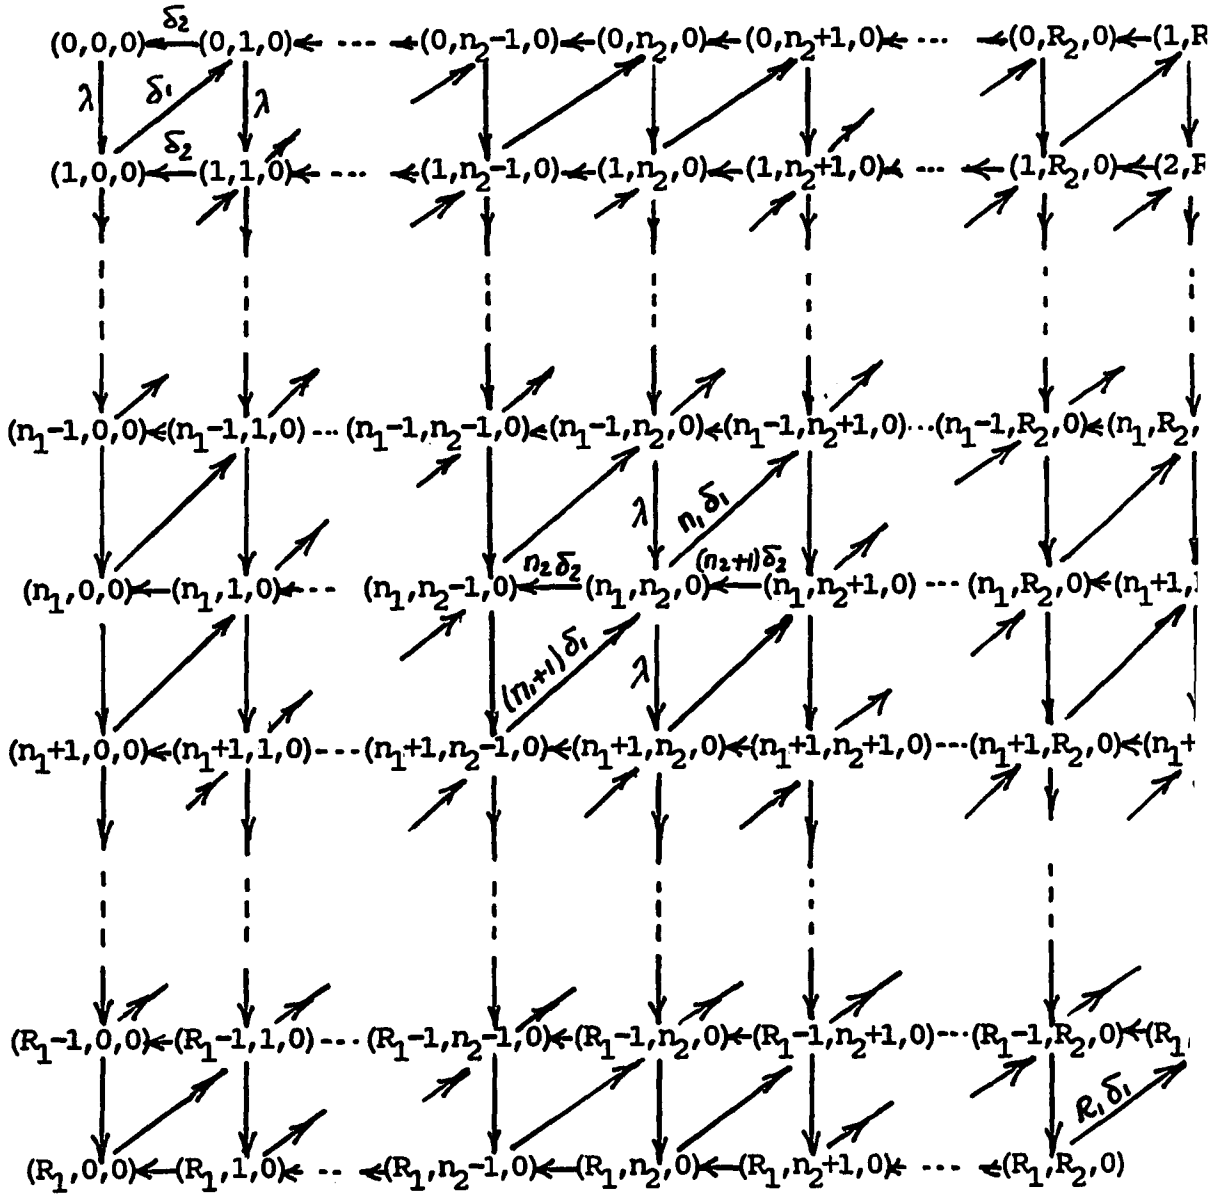 δ₂
(0,0,0) (0,1,0) ... (0,n₂-1,0) (0,n₂,0) (0,n₂+1,0) ... (0,R₂,0) (1,R
λ δ₁ λ
δ₂
(1,0,0) (1,1,0) ... (1,n₂-1,0) (1,n₂,0) (1,n₂+1,0) ... (1,R₂,0) (2,R
(n₁-1,0,0) (n₁-1,1,0) ... (n₁-1,n₂-1,0) (n₁-1,n₂,0) (n₁-1,n₂+1,0) ... (n₁-1,R₂,0) (n₁,R₂,
λ n₁δ₁
n₂δ₂ (n₂+1)δ₂
(n₁,0,0) (n₁,1,0) ... (n₁,n₂-1,0) (n₁,n₂,0) (n₁,n₂+1,0) ... (n₁,R₂,0) (n₁+1,
(n₁+1)δ₁ λ
(n₁+1,0,0) (n₁+1,1,0) ... (n₁+1,n₂-1,0) (n₁+1,n₂,0) (n₁+1,n₂+1,0) ... (n₁+1,R₂,0) (n₁+
(R₁-1,0,0) (R₁-1,1,0) ... (R₁-1,n₂-1,0) (R₁-1,n₂,0) (R₁-1,n₂+1,0) ... (R₁-1,R₂,0) (R₁
R₁δ₁
(R₁,0,0) (R₁,1,0) ... (R₁,n₂-1,0) (R₁,n₂,0) (R₁,n₂+1,0) ... (R₁,R₂,0)